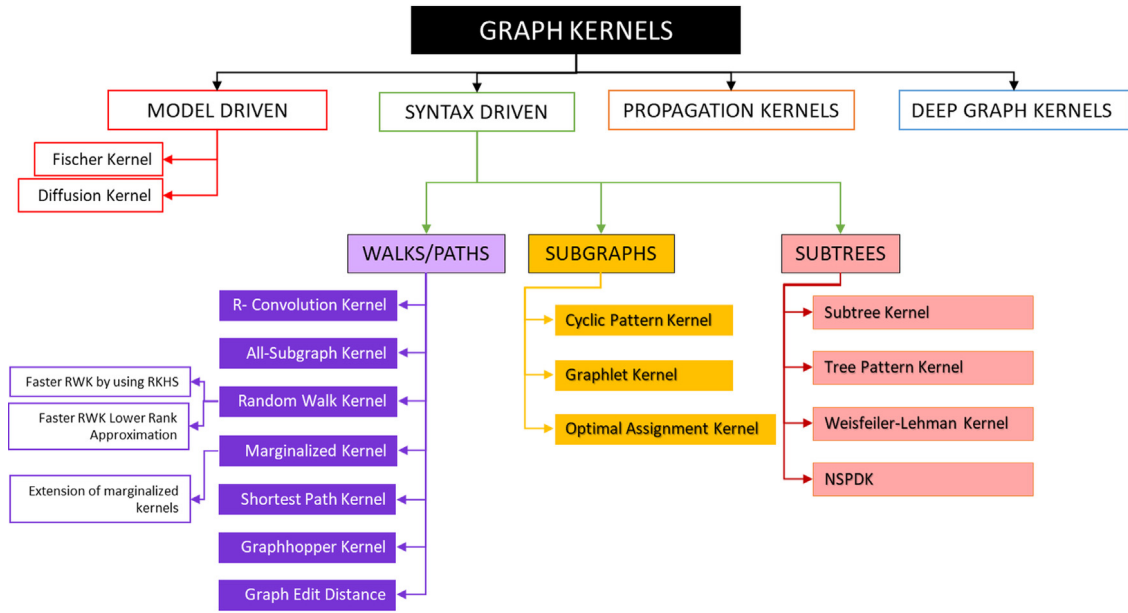 GRAPH KERNELS
MODEL DRIVEN
SYNTAX DRIVEN
PROPAGATION KERNELS
DEEP GRAPH KERNELS
Fischer Kernel
Diffusion Kernel
WALKS/PATHS
SUBGRAPHS
SUBTREES
R- Convolution Kernel
All-Subgraph Kernel
Random Walk Kernel
Faster RWK by using RKHS
Faster RWK Lower Rank
Approximation
Marginalized Kernel
Extension of marginalized
kernels
Shortest Path Kernel
Graphhopper Kernel
Graph Edit Distance
Cyclic Pattern Kernel
Graphlet Kernel
Optimal Assignment Kernel
Subtree Kernel
Tree Pattern Kernel
Weisfeiler-Lehman Kernel
NSPDK